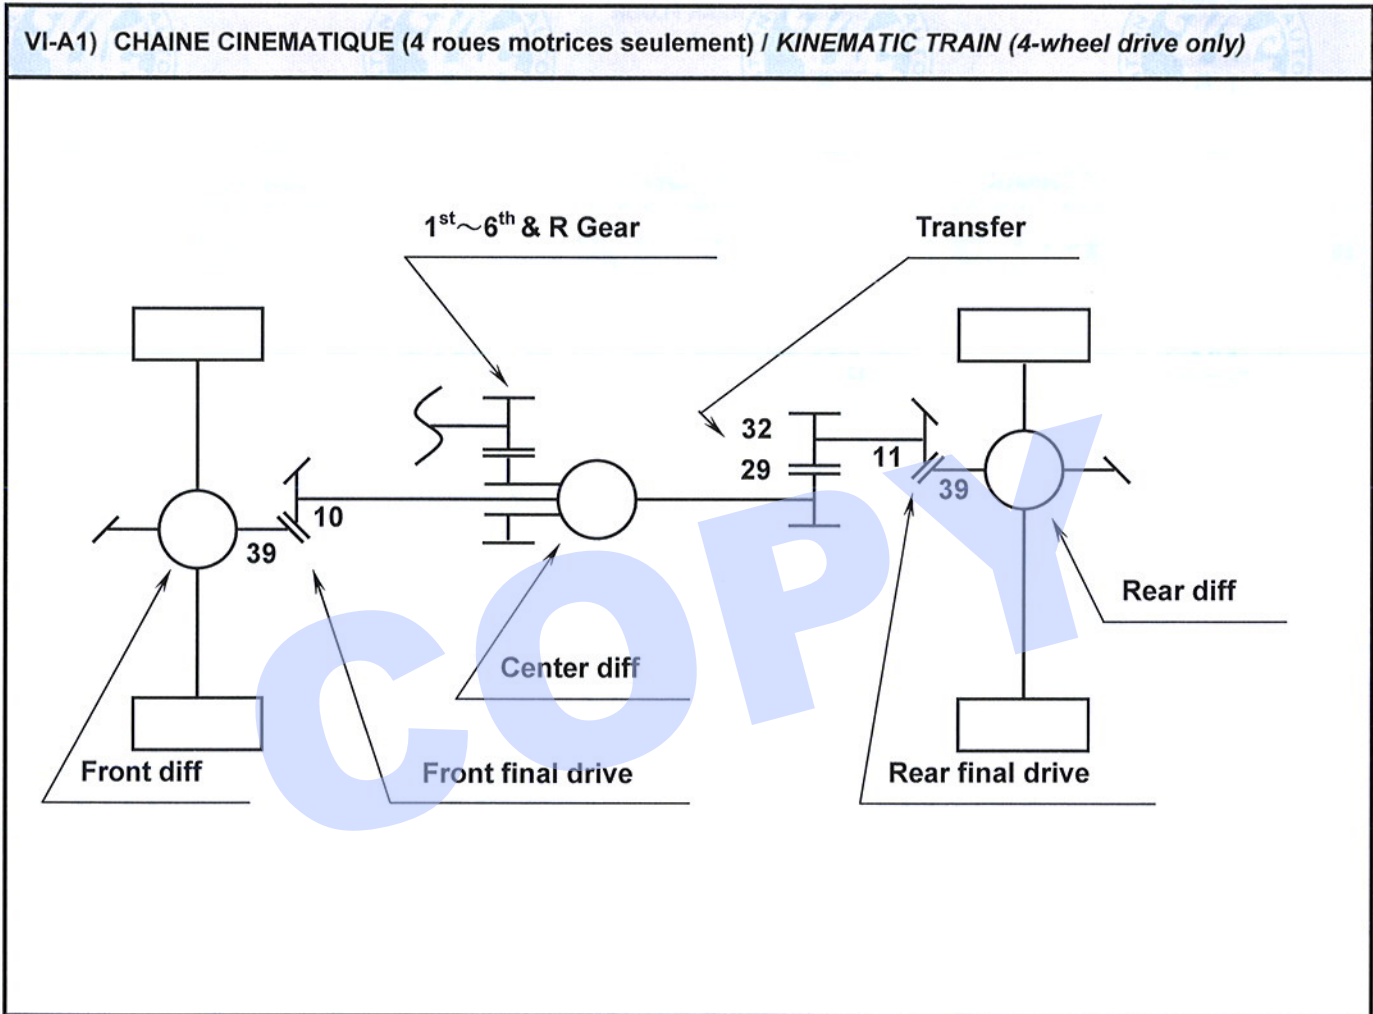 VI-A1) CHAINE CINEMATIQUE (4 roues motrices seulement) / KINEMATIC TRAIN (4-wheel drive only)
1st～6th & R Gear
Transfer
32
29
11
39
10
39
Rear diff
Center diff
Front diff
Front final drive
Rear final drive
COPY